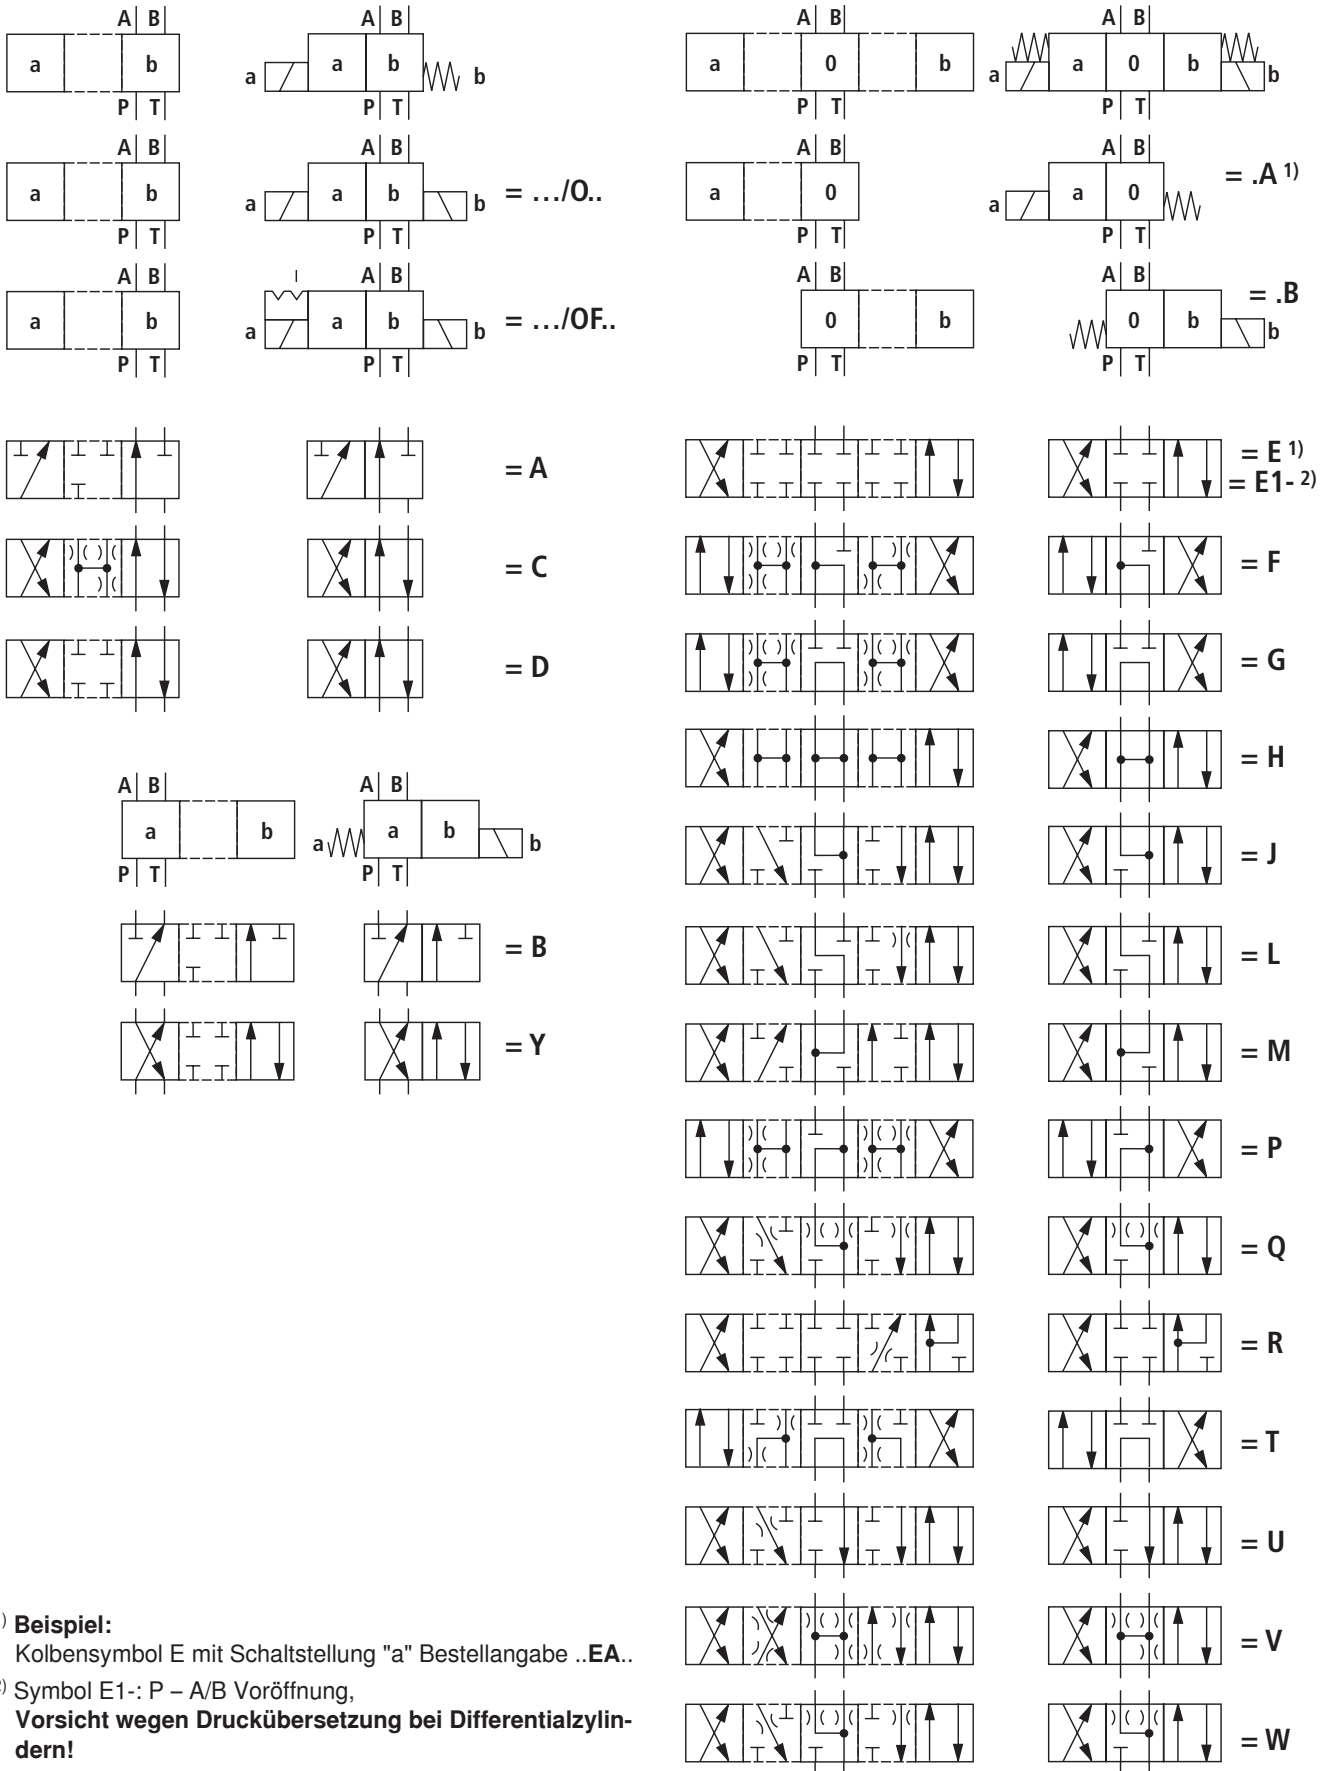 A B
a b
P T
A B
a a b b
P T
A B
a b
P T
A B
a a b b = .../O..
P T
A B
a b
P T
A B
a a b b = .../OF..
P T
= A
= C
= D
A B
a b
P T
A B
a a b b
P T
= B
= Y
A B
a 0 b
P T
A B
a a 0 b b
P T
A B
a 0
P T
A B
a a 0 = .A 1)
P T
A B
0 b
P T
A B
0 b b = .B
P T
= E 1)
= E1- 2)
= F
= G
= H
= J
= L
= M
= P
= Q
= R
= T
= U
= V
= W
) Beispiel:
Kolbensymbol E mit Schaltstellung "a" Bestellangabe ..EA..
2) Symbol E1-: P – A/B Voröffnung,
Vorsicht wegen Druckübersetzung bei Differentialzylin-
dern!